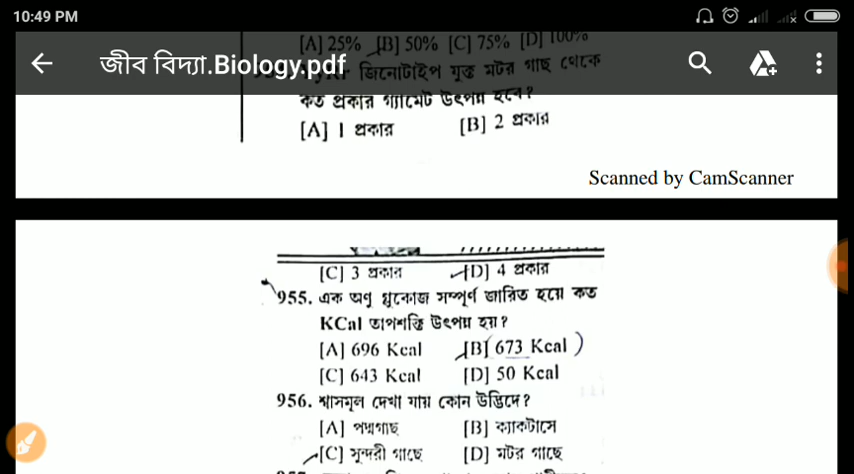 10:49 PM
[A] 25% [B] 50% [C] 75% [D] 100%
জীব বিদ্যা.Biology.pdf
জিনোটাইপ যুক্ত মটর গাছ থেকে
কত প্রকার গ্যামেট উৎপন্ন হবে?
[A] 1 প্রকার [B] 2 প্রকার
Scanned by CamScanner
[C] 3 প্রকার [D] 4 প্রকার
955. এক অণু গ্লুকোজ সম্পূর্ণ জারিত হয়ে কত
KCal তাপশক্তি উৎপন্ন হয়?
[A] 696 Kcal [B] 673 Kcal
[C] 643 Kcal [D] 50 Kcal
956. শ্বাসমূল দেখা যায় কোন উদ্ভিদে?
[A] পদ্মগাছ [B] ক্যাকটাসে
[C] সুন্দরী গাছে [D] মটর গাছে